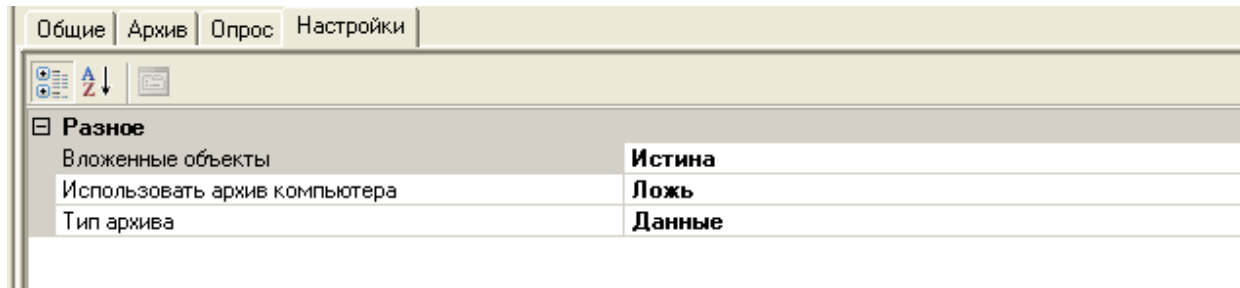 Общие Архив Опрос Настройки
A
Z
Разное
Вложенные объекты Истина
Использовать архив компьютера Ложь
Тип архива Данные